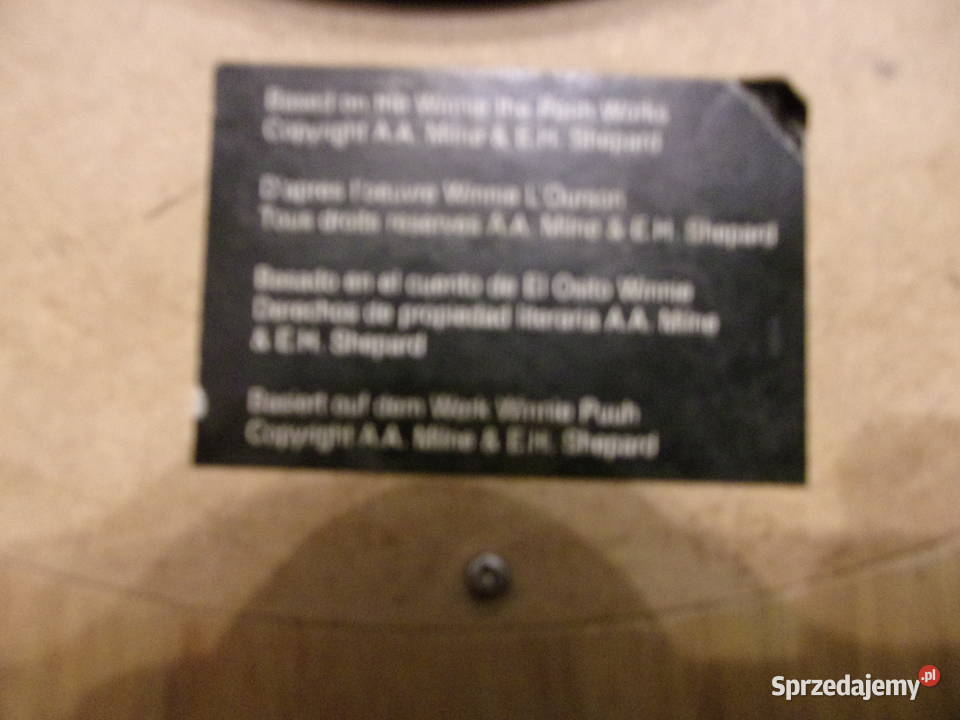 Based on the Winnie the Pooh Works
Copyright A.A. Milne & E.H. Shepard
D'apres l'oeuvre Winnie L'Ourson
Tous droits reserves A.A. Milne & E.H. Shepard
Basado en el cuento de El Osito Winnie
Derechos de propiedad literaria A.A. Milne
& E.H. Shepard
Basiert auf dem Werk Winnie Puuh
Copyright A.A. Milne & E.H. Shepard
Sprzedajemy.pl